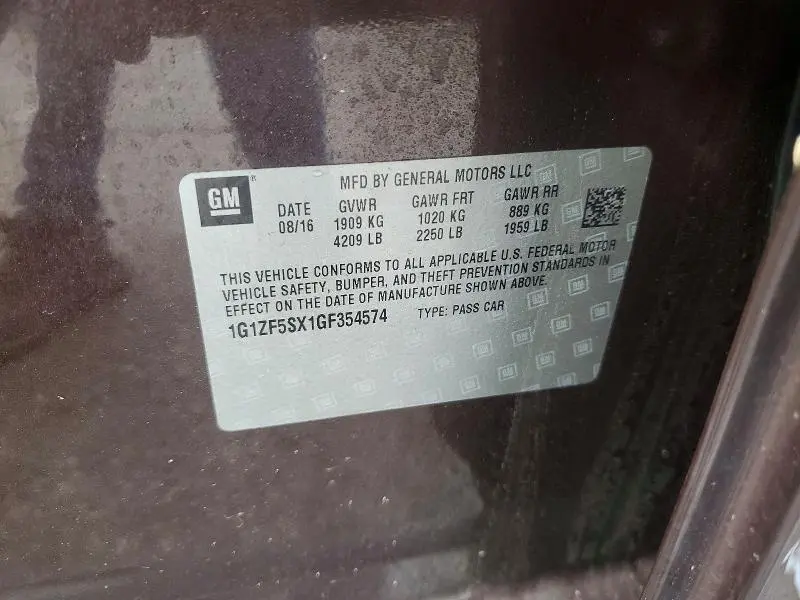 GM
MFD BY GENERAL MOTORS LLC
DATE GVWR GAWR FRT GAWR RR
08/16 1909 KG 1020 KG 889 KG
4209 LB 2250 LB 1959 LB
THIS VEHICLE CONFORMS TO ALL APPLICABLE U.S. FEDERAL MOTOR
VEHICLE SAFETY, BUMPER, AND THEFT PREVENTION STANDARDS IN
EFFECT ON THE DATE OF MANUFACTURE SHOWN ABOVE.
1G1ZF5SX1GF354574 TYPE: PASS CAR